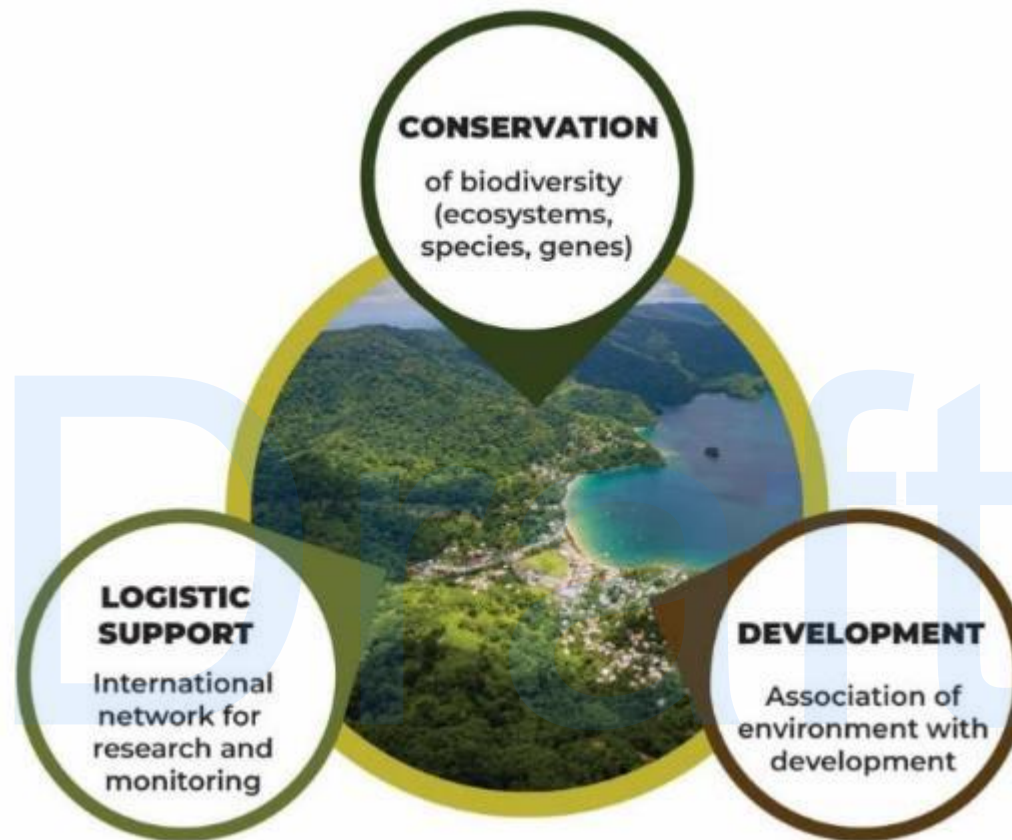 CONSERVATION
of biodiversity
(ecosystems,
species, genes)
LOGISTIC
SUPPORT
International
network for
research and
monitoring
DEVELOPMENT
Association of
environment with
development
Draft